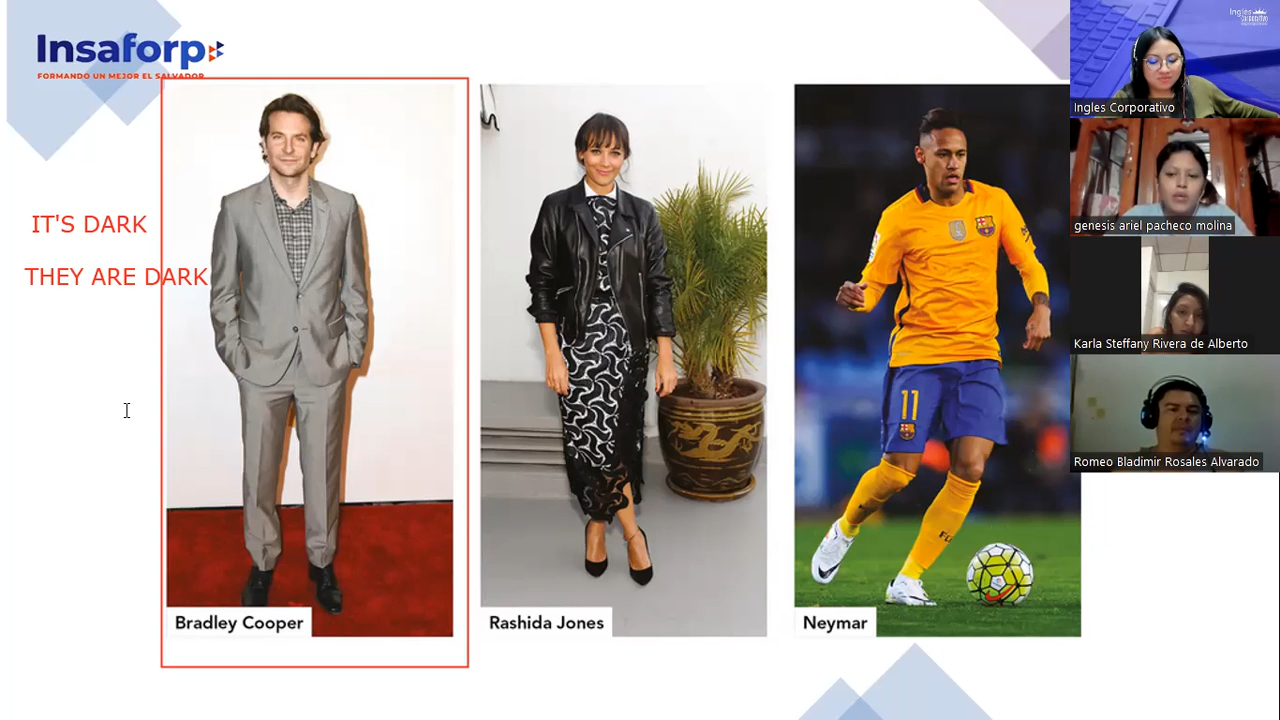 Insaforp
FORMANDO UN MEJOR EL SALVADOR
IT'S DARK
THEY ARE DARK
Bradley Cooper
Rashida Jones
11
Neymar
Ingles Corporativo
genesis ariel pacheco molina
Karla Steffany Rivera de Alberto
Romeo Bladimir Rosales Alvarado